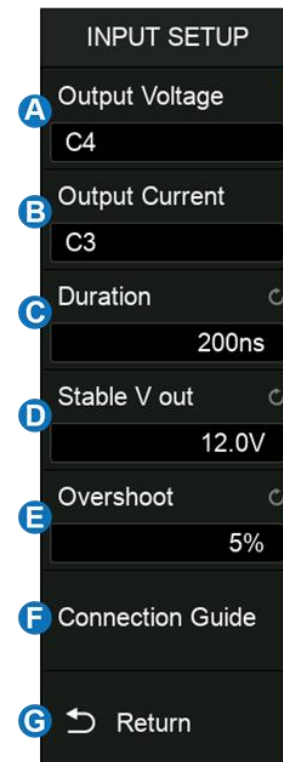 INPUT SETUP
A Output Voltage
C4
B Output Current
C3
C Duration
200ns
D Stable V out
12.0V
E Overshoot
5%
F Connection Guide
G Return